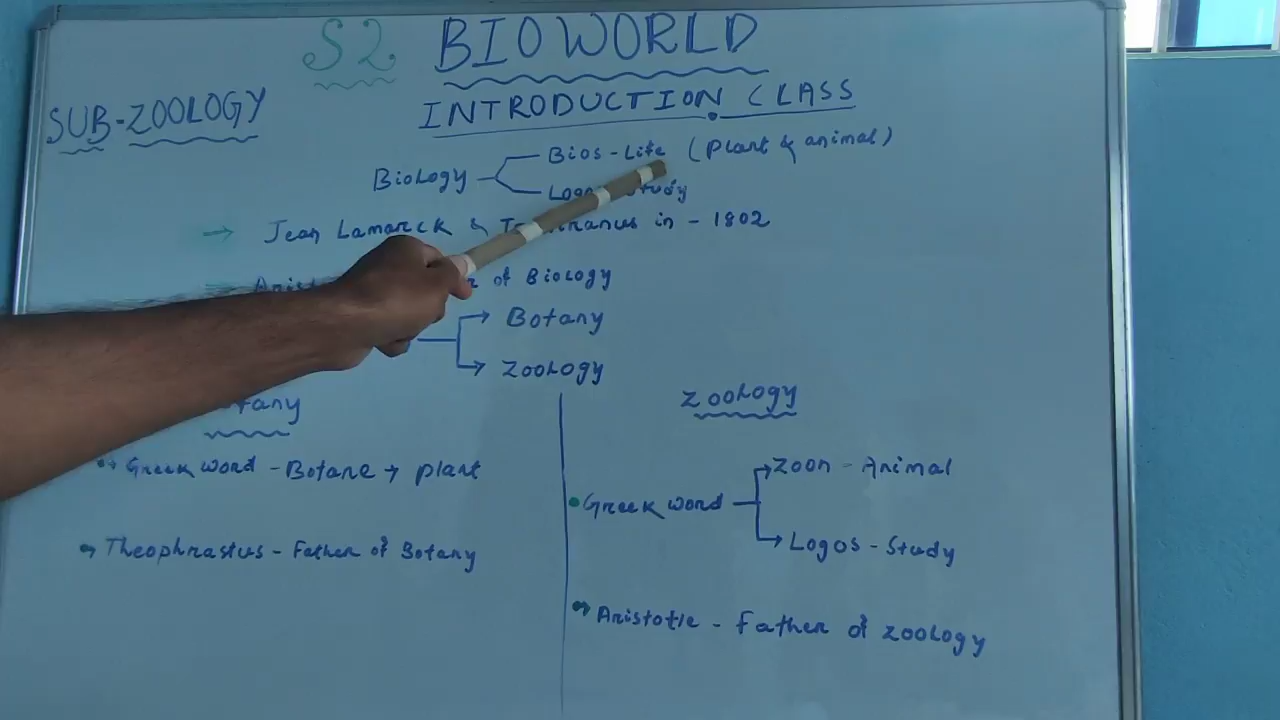 S2 BIOWORLD
SUB-ZOOLOGY
INTRODUCTION CLASS
Biology
Bios - Life (Plant & animal)
Study
→ Jean Lamarck & in - 1802
of Biology
Botany
Zoology
Greek word - Botane → plant
Theophrastus - Father of Botany
Zoology
Greek word
Zoon - Animal
Logos - Study
Aristotle - Father of zoology